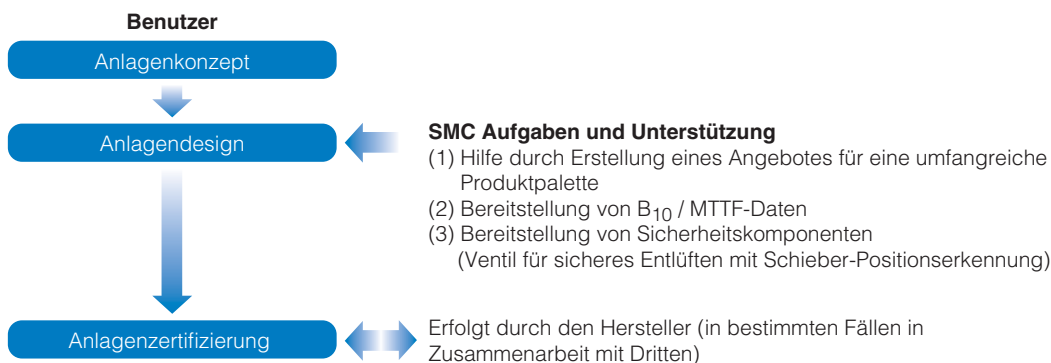 Benutzer
Anlagenkonzept
Anlagendesign
SMC Aufgaben und Unterstützung
(1) Hilfe durch Erstellung eines Angebotes für eine umfangreiche
Produktpalette
(2) Bereitstellung von B10 / MTTF-Daten
(3) Bereitstellung von Sicherheitskomponenten
(Ventil für sicheres Entlüften mit Schieber-Positionserkennung)
Anlagenzertifizierung
Erfolgt durch den Hersteller (in bestimmten Fällen in
Zusammenarbeit mit Dritten)